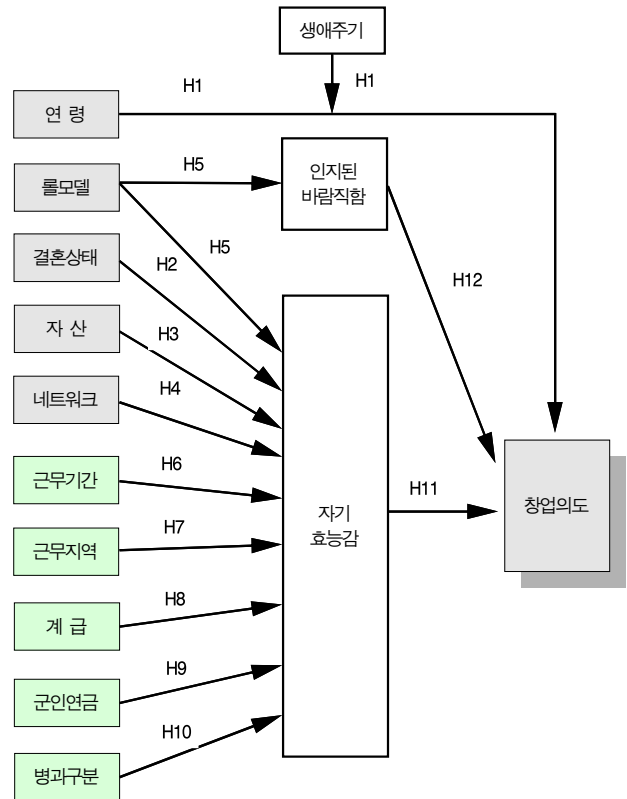 생애주기
H1
H1
연 령
H5
인지된
바람직함
롤모델
H5
결혼상태
H2
H12
자 산
H3
네트워크
H4
근무기간
H6
H11
창업의도
자기
효능감
근무지역
H7
계 급
H8
군인연금
H9
병과구분
H10